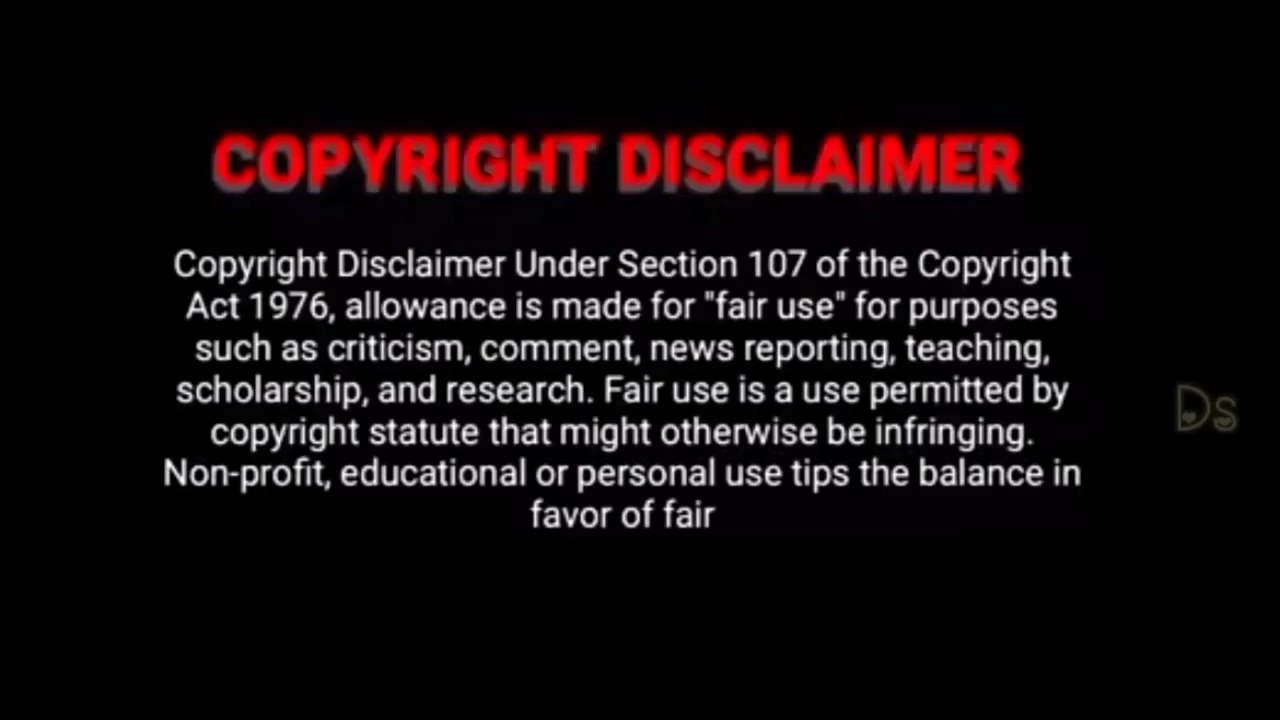 COPYRIGHT DISCLAIMER
Copyright Disclaimer Under Section 107 of the Copyright
Act 1976, allowance is made for "fair use" for purposes
such as criticism, comment, news reporting, teaching,
scholarship, and research. Fair use is a use permitted by
copyright statute that might otherwise be infringing.
Non-profit, educational or personal use tips the balance in
favor of fair
Ds